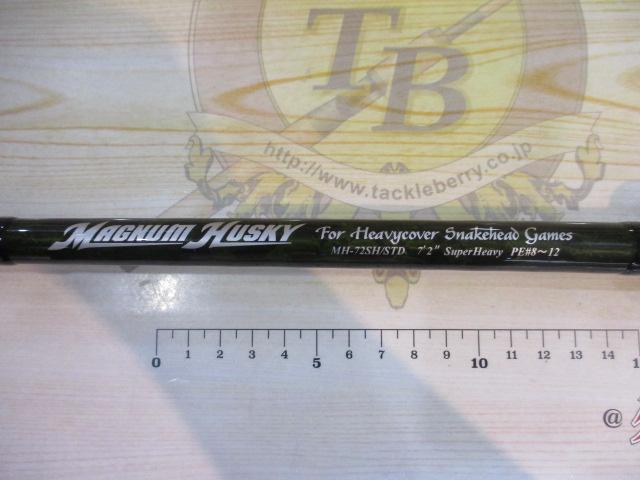 TB
http://www.tackleberry.co.jp
MAGNUM HUSKY For Heavycover Snakehead Games
MH-72SH/STD 7'2" SuperHeavy PE#8～12
0 1 2 3 4 5 6 7 8 9 10 11 12 13 14 1
@